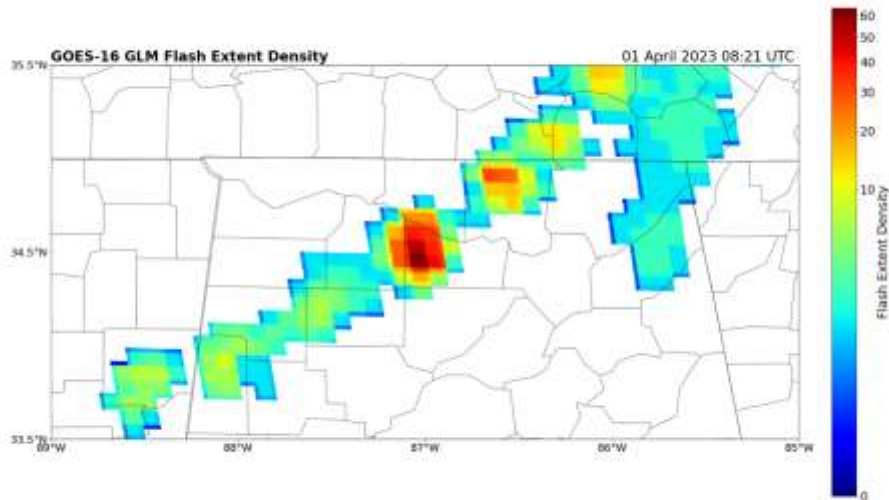 GOES-16 GLM Flash Extent Density 01 April 2023 08:21 UTC
60
50
40
30
20
10
0
Flash Extent Density
35.5°N
34.5°N
33.5°N
89°W 88°W 87°W 86°W 85°W